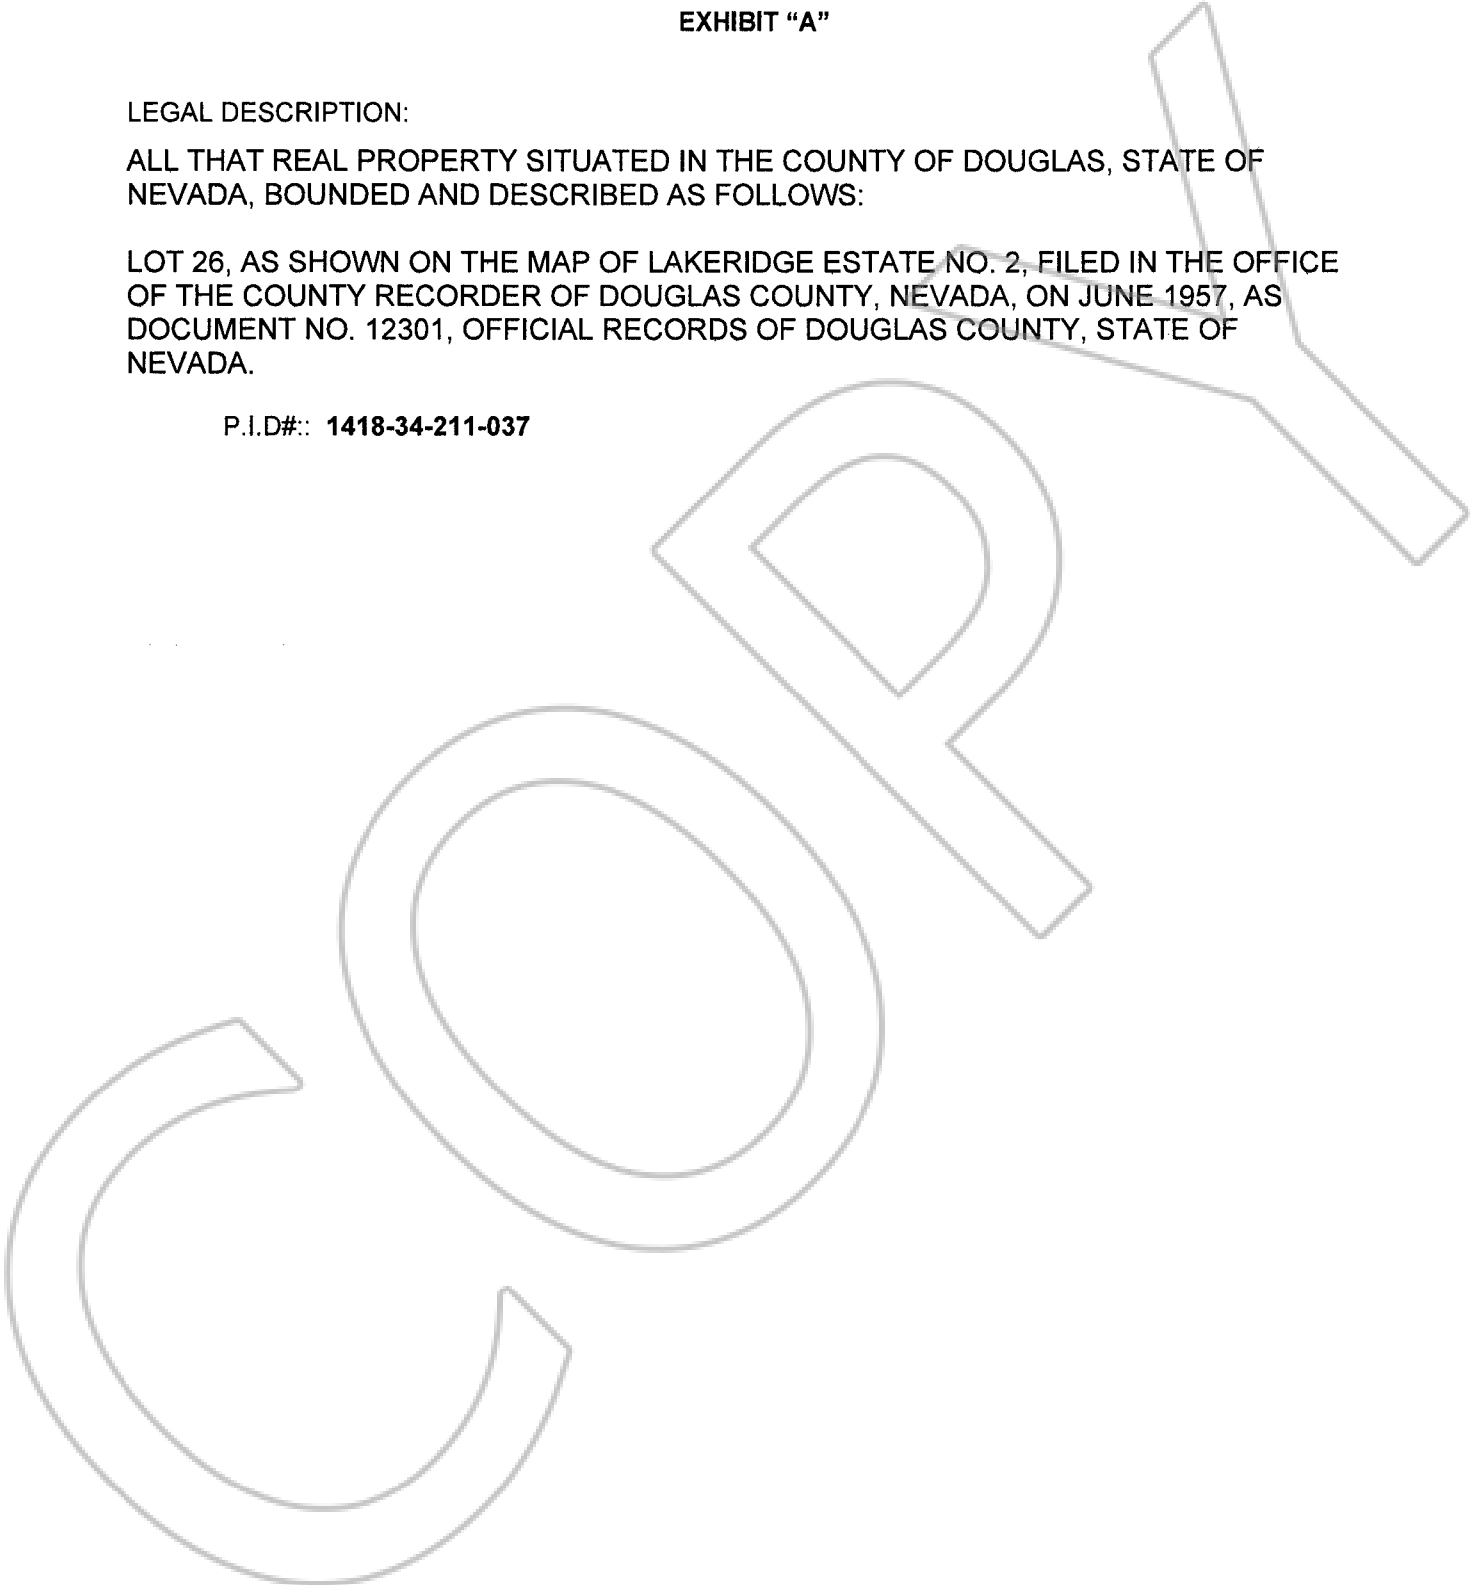 EXHIBIT “A”
LEGAL DESCRIPTION:
ALL THAT REAL PROPERTY SITUATED IN THE COUNTY OF DOUGLAS, STATE OF
NEVADA, BOUNDED AND DESCRIBED AS FOLLOWS:
LOT 26, AS SHOWN ON THE MAP OF LAKERIDGE ESTATE NO. 2, FILED IN THE OFFICE
OF THE COUNTY RECORDER OF DOUGLAS COUNTY, NEVADA, ON JUNE 1957, AS
DOCUMENT NO. 12301, OFFICIAL RECORDS OF DOUGLAS COUNTY, STATE OF
NEVADA.
P.I.D#:: 1418-34-211-037
COPY